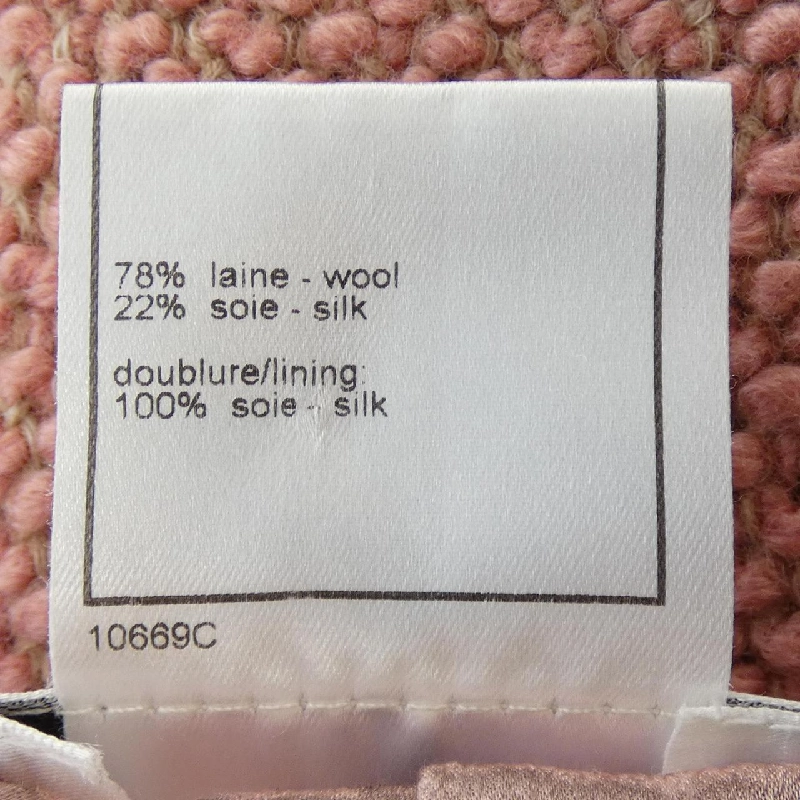 78% laine - wool
22% soie - silk
doublure/lining:
100% soie - silk
10669C